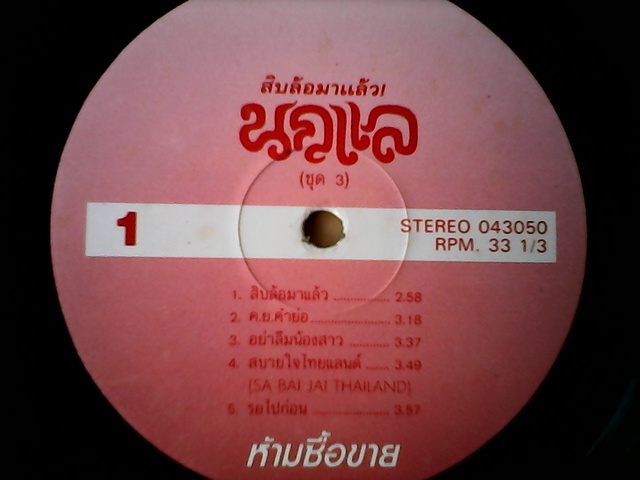 สิบล้อมาแล้ว!
นกแล
(ชุด 3)
1
STEREO 043050
RPM. 33 1/3
1. สิบล้อมาแล้ว .............. 2.58
2. ค.ย.คำย่อ .................... 3.18
3. อย่าลืมน้องสาว .......... 3.37
4. สบายใจไทยแลนด์ ...... 3.49
(SA BAI JAI THAILAND)
5. รอไปก่อน .................... 3.57
ห้ามซื้อขาย